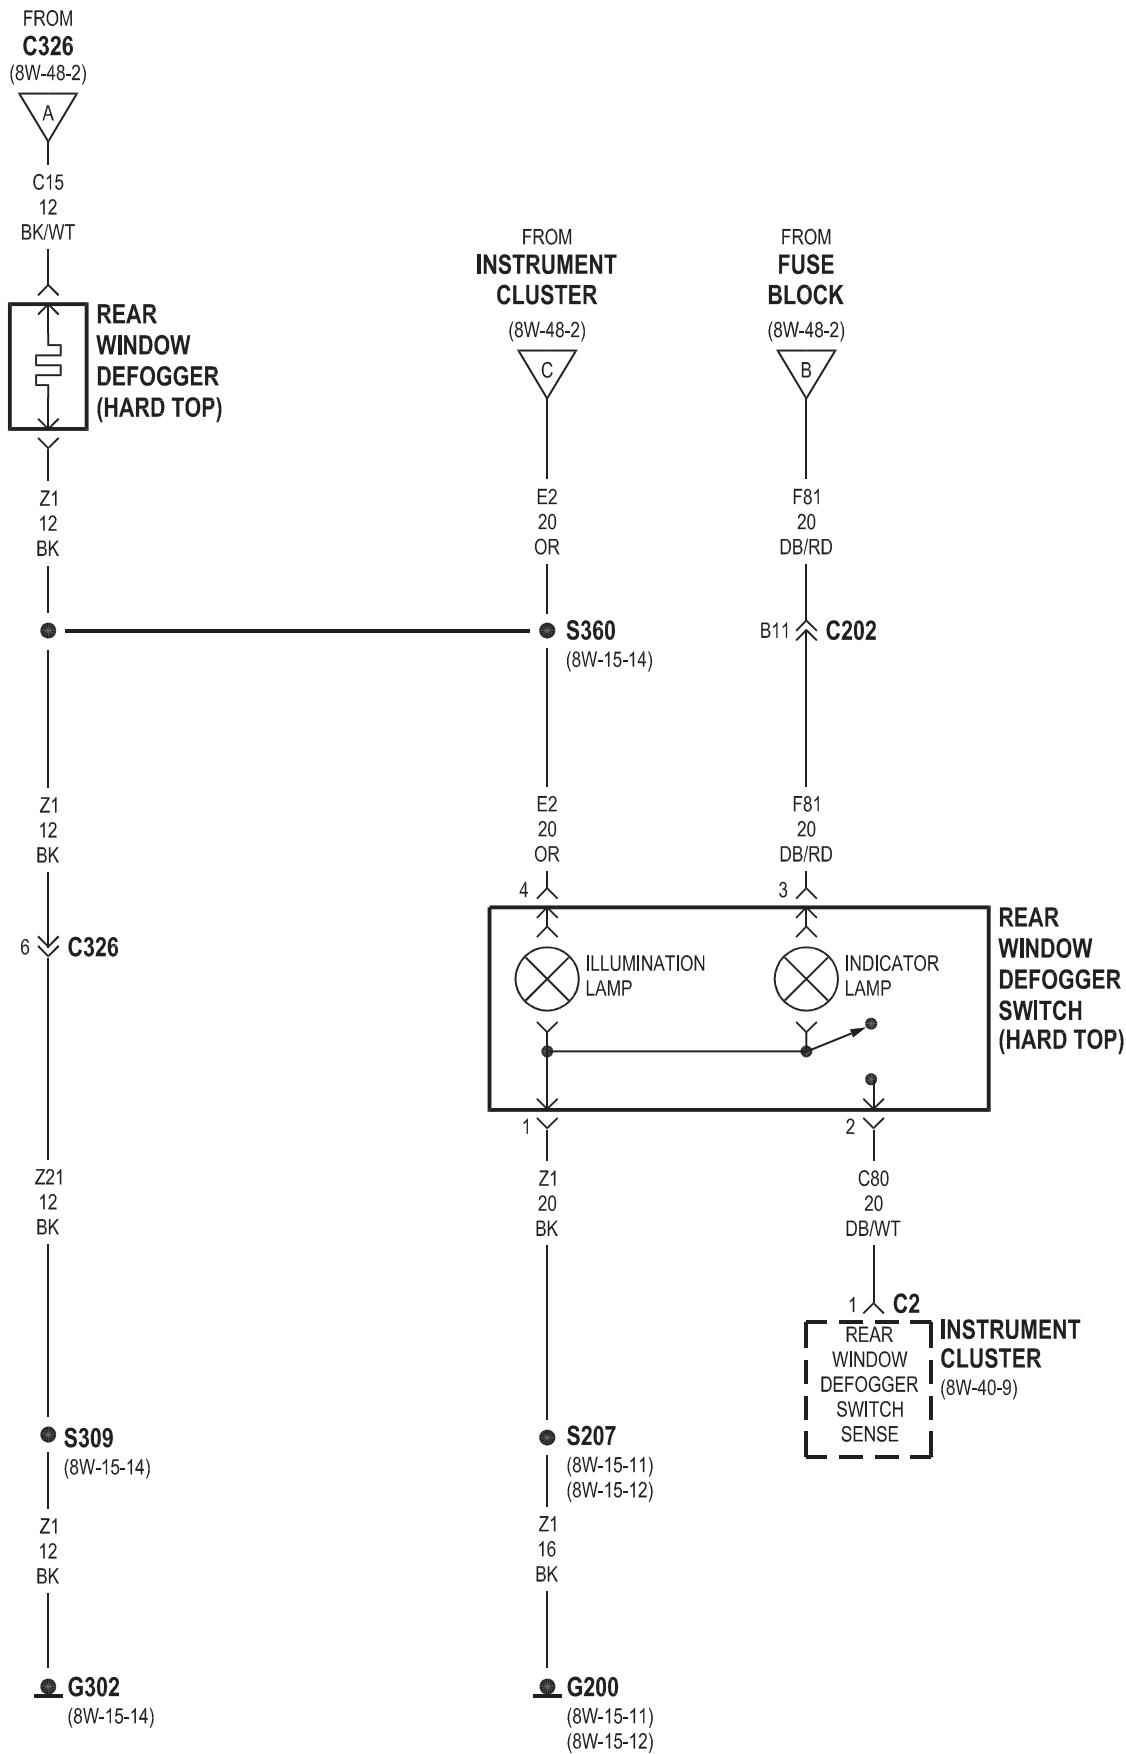 FROM
C326
(8W-48-2)
A
C15
12
BK/WT
REAR
WINDOW
DEFOGGER
(HARD TOP)
Z1
12
BK
Z1
12
BK
6
C326
Z21
12
BK
S309
(8W-15-14)
Z1
12
BK
G302
(8W-15-14)
FROM
INSTRUMENT
CLUSTER
(8W-48-2)
C
E2
20
OR
S360
(8W-15-14)
E2
20
OR
4
FROM
FUSE
BLOCK
(8W-48-2)
B
F81
20
DB/RD
B11
C202
F81
20
DB/RD
3
ILLUMINATION
LAMP
INDICATOR
LAMP
REAR
WINDOW
DEFOGGER
SWITCH
(HARD TOP)
1
Z1
20
BK
S207
(8W-15-11)
(8W-15-12)
Z1
16
BK
G200
(8W-15-11)
(8W-15-12)
2
C80
20
DB/WT
1
C2
REAR
WINDOW
DEFOGGER
SWITCH
SENSE
INSTRUMENT
CLUSTER
(8W-40-9)